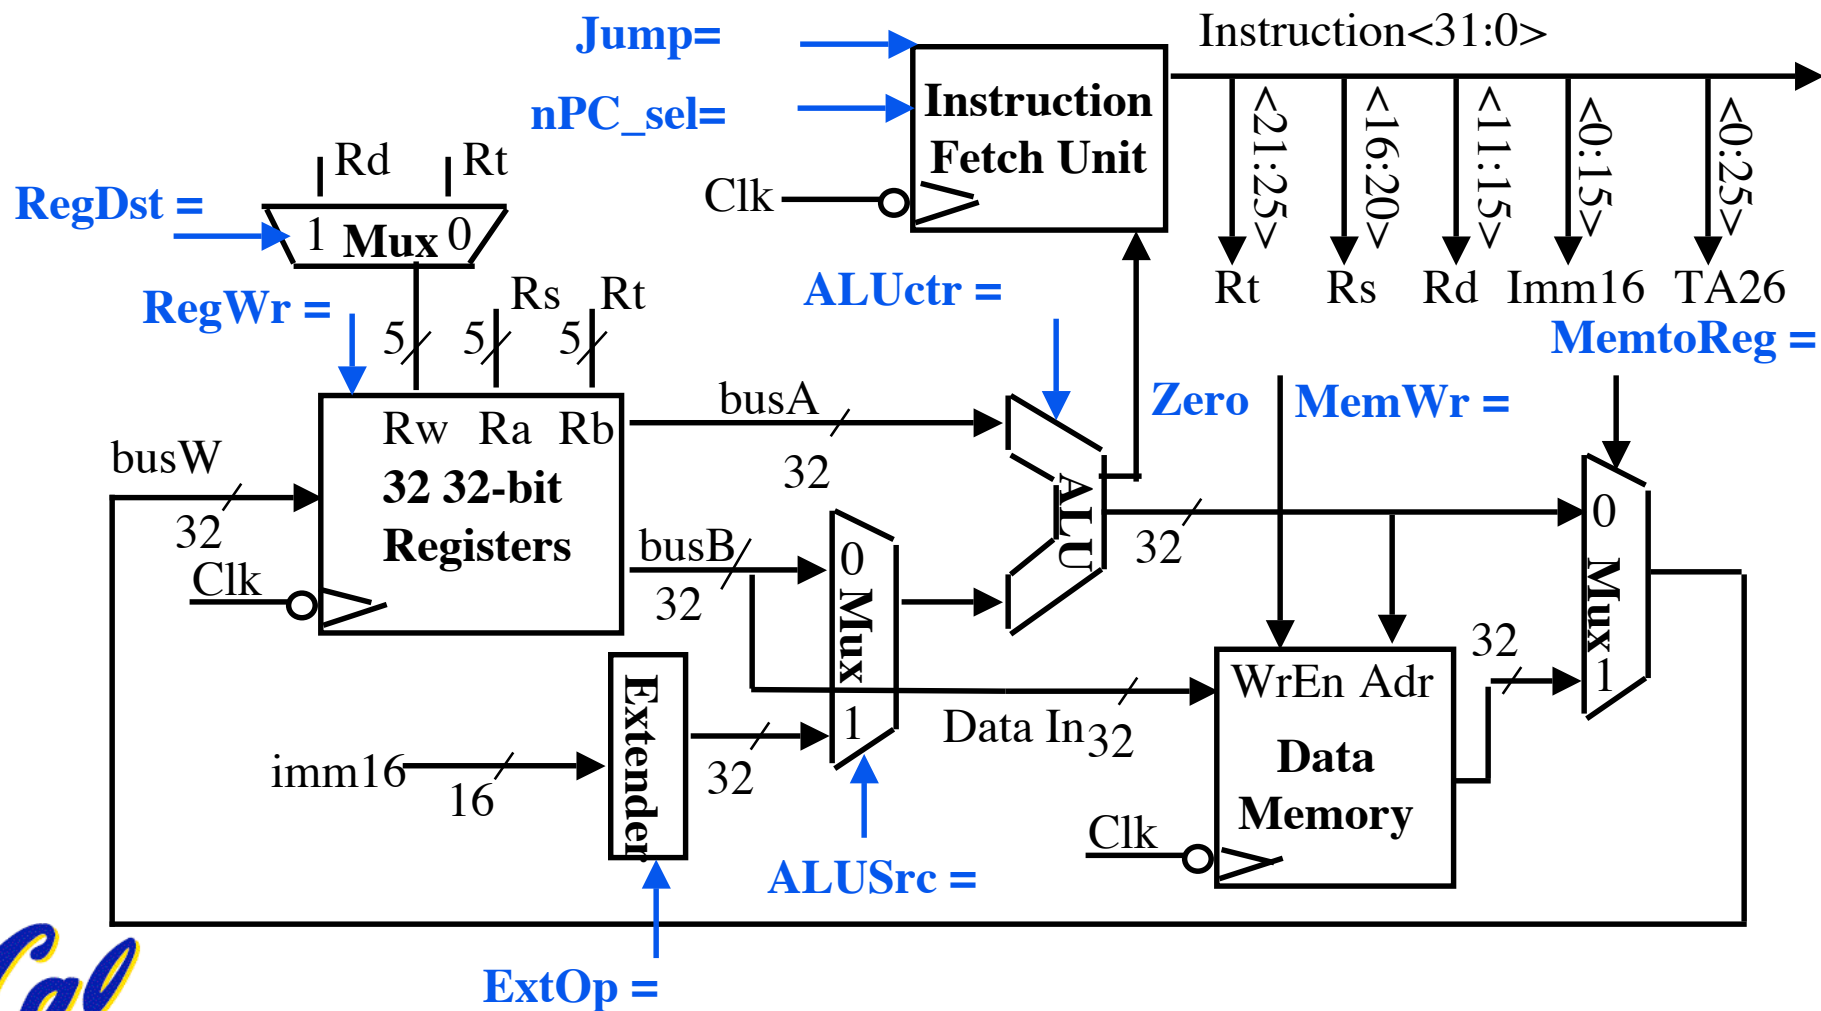 Jump=
Instruction<31:0>
nPC_sel=
Instruction
Fetch Unit
Clk
<21:25>
<16:20>
<11:15>
<0:15>
<0:25>
Rt
Rs
Rd
Imm16
TA26
Rd
Rt
RegDst =
1 Mux 0
RegWr =
5
5
Rs
5
Rt
ALUctr =
MemtoReg =
Zero
MemWr =
busA
32
busW
32
Rw Ra Rb
32 32-bit
Registers
Clk
busB
32
0
Mux
1
ALU
32
0
Mux
1
imm16
16
Extender
32
Data In
32
WrEn Adr
Data
Memory
32
Clk
ALUSrc =
ExtOp =
Cal